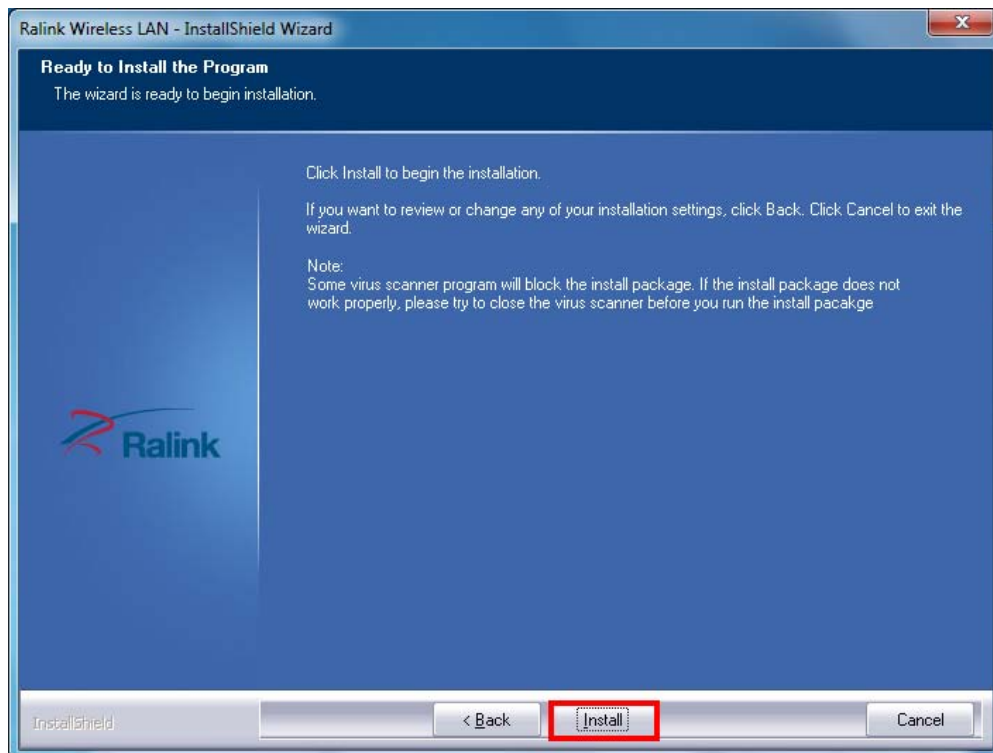 Ralink Wireless LAN - InstallShield Wizard
Ready to Install the Program
The wizard is ready to begin installation.
Click Install to begin the installation.
If you want to review or change any of your installation settings, click Back. Click Cancel to exit the
wizard.
Note:
Some virus scanner program will block the install package. If the install package does not
work properly, please try to close the virus scanner before you run the install pacakge
Ralink
InstallShield
< Back
Install
Cancel